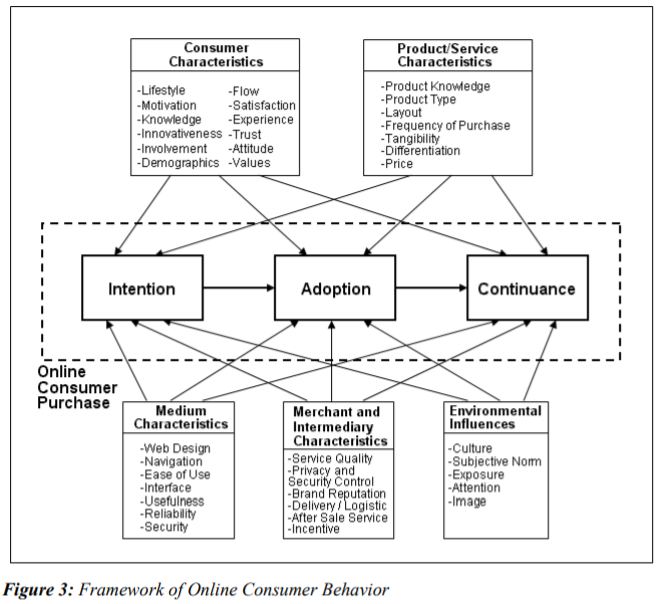 Consumer
Characteristics
-Lifestyle
-Motivation
-Knowledge
-Innovativeness
-Involvement
-Demographics
-Flow
-Satisfaction
-Experience
-Trust
-Attitude
-Values
Product/Service
Characteristics
-Product Knowledge
-Product Type
-Layout
-Frequency of Purchase
-Tangibility
-Differentiation
-Price
Intention
Adoption
Continuance
Online
Consumer
Purchase
Medium
Characteristics
-Web Design
-Navigation
-Ease of Use
-Interface
-Usefulness
-Reliability
-Security
Merchant and
Intermediary
Characteristics
-Service Quality
-Privacy and
Security Control
-Brand Reputation
-Delivery / Logistic
-After Sale Service
-Incentive
Environmental
Influences
-Culture
-Subjective Norm
-Exposure
-Attention
-Image
Figure 3: Framework of Online Consumer Behavior